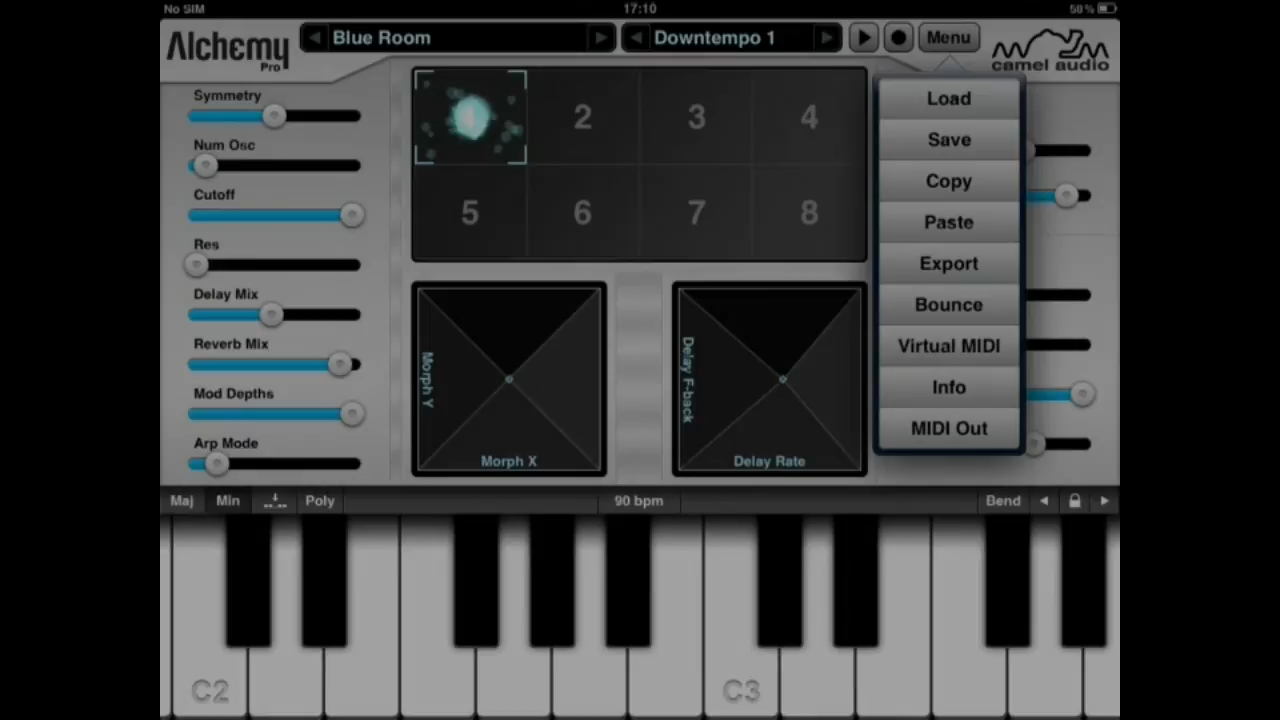 No SIM
17:10
58%
Alchemy
Pro
Blue Room
Downtempo 1
Menu
camel audio
Symmetry
Num Osc
Cutoff
Res
Delay Mix
Reverb Mix
Mod Depths
Arp Mode
1
2
3
4
5
6
7
8
Morph Y
Morph X
Delay F-back
Delay Rate
Load
Save
Copy
Paste
Export
Bounce
Virtual MIDI
Info
MIDI Out
Maj
Min
Poly
90 bpm
Bend
C2
C3